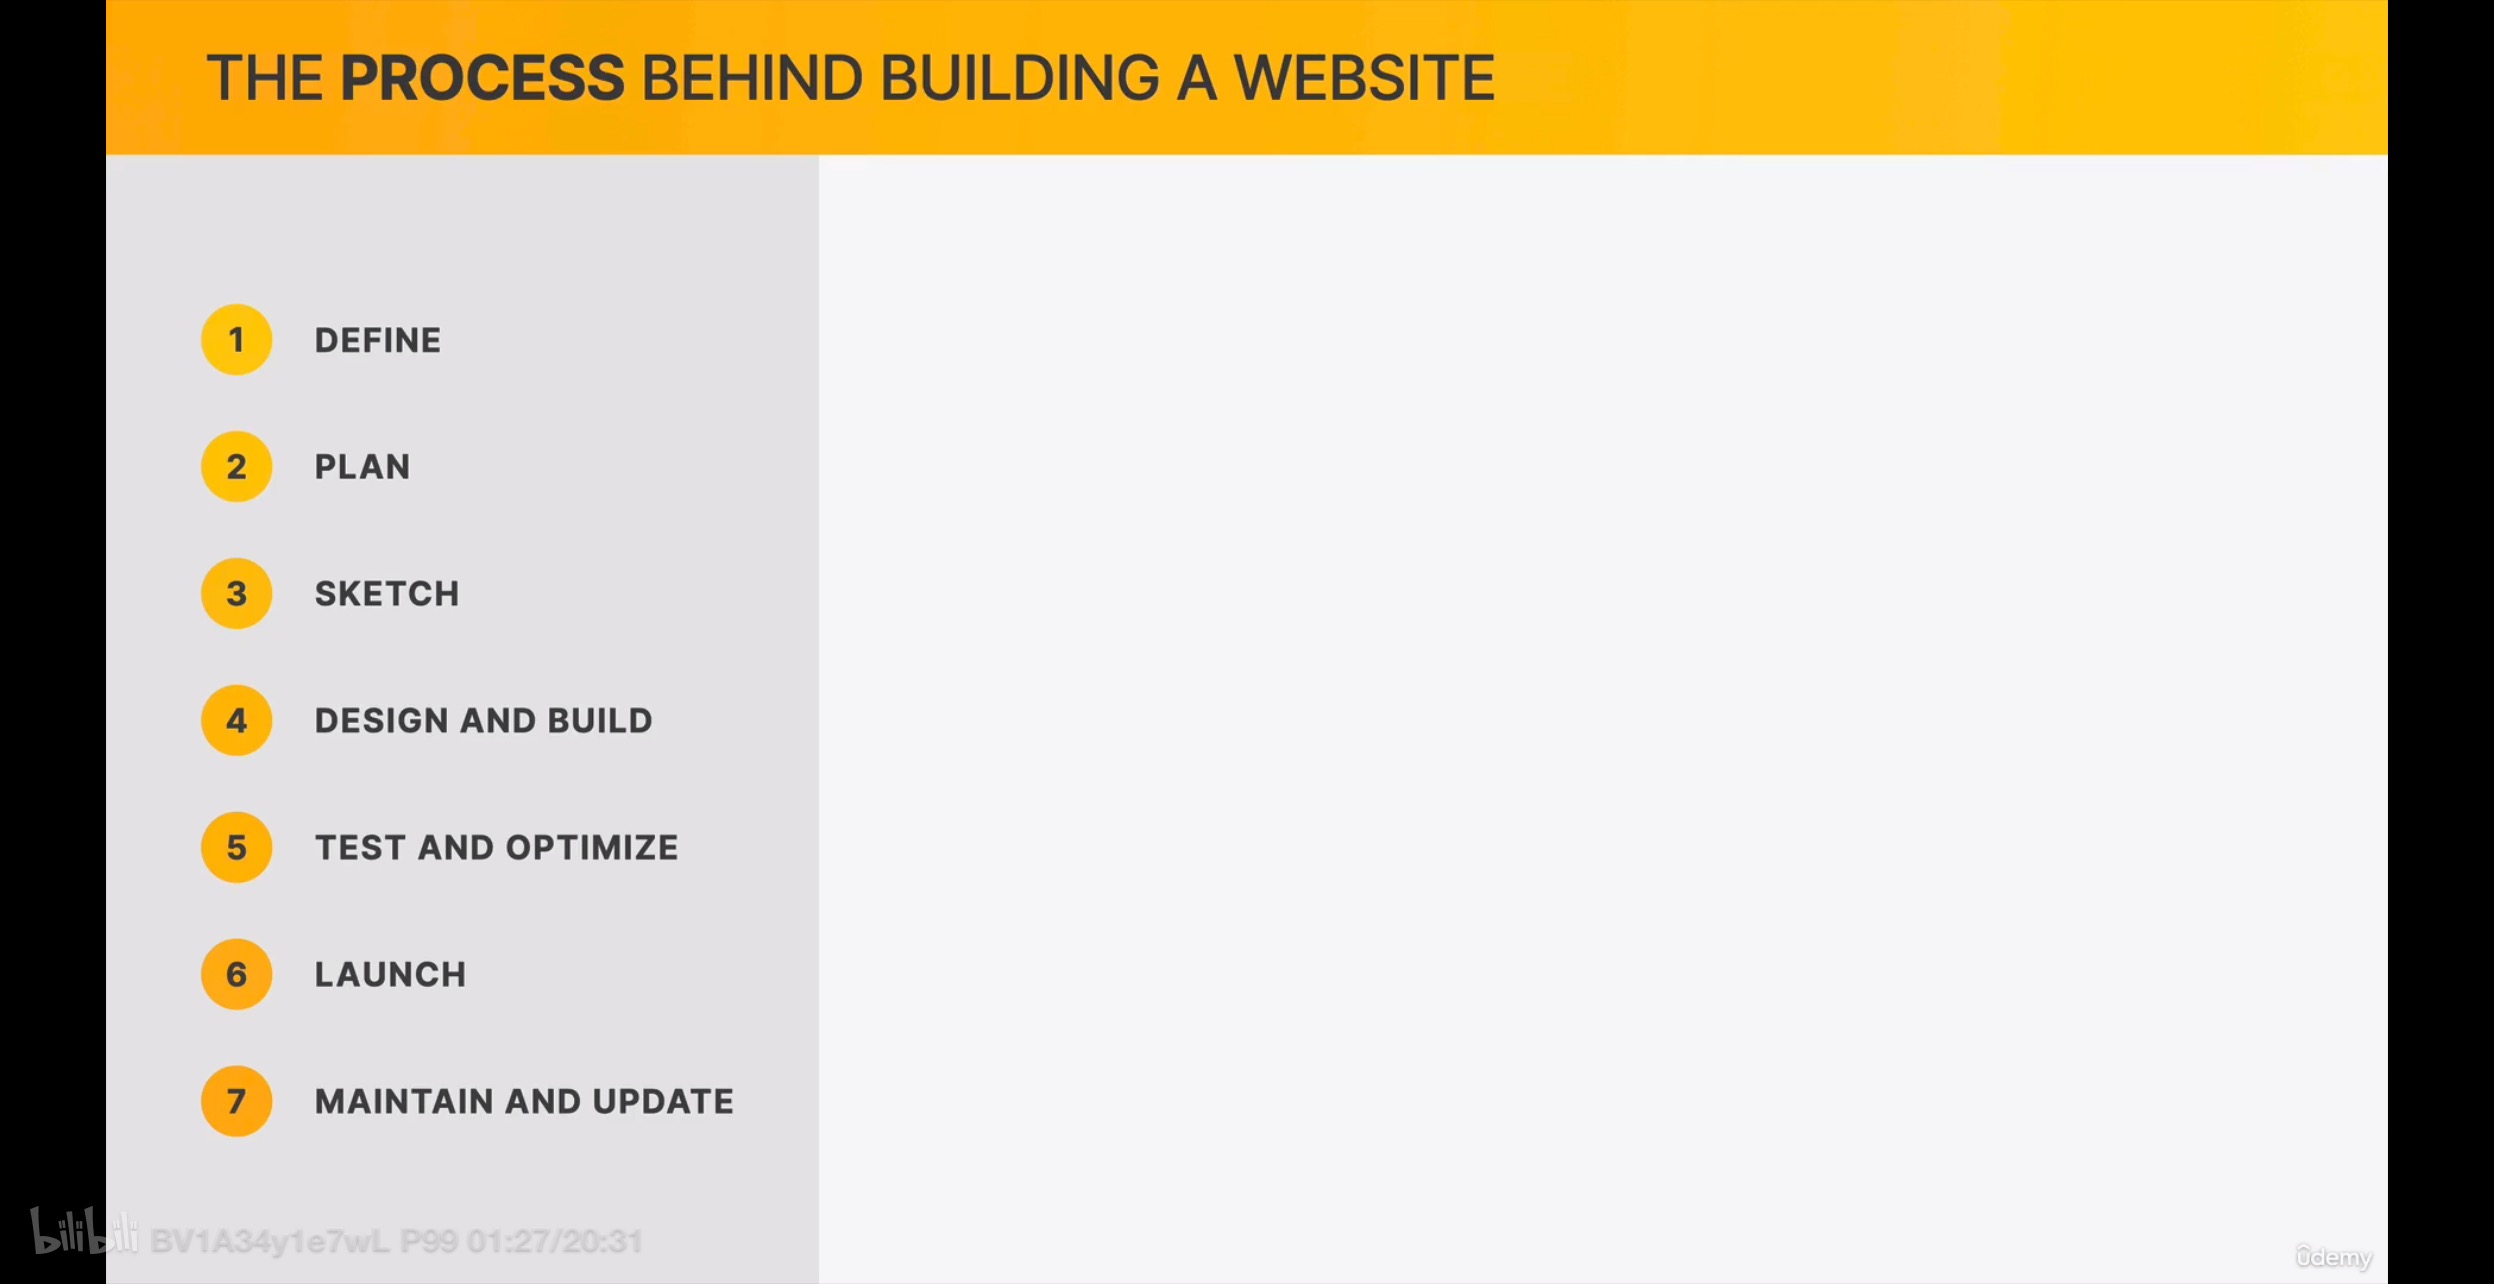 THE PROCESS BEHIND BUILDING A WEBSITE
1 DEFINE
2 PLAN
3 SKETCH
4 DESIGN AND BUILD
5 TEST AND OPTIMIZE
6 LAUNCH
7 MAINTAIN AND UPDATE
bilibili BV1A34y1e7wL P99 01:27/20:31
ûdemy